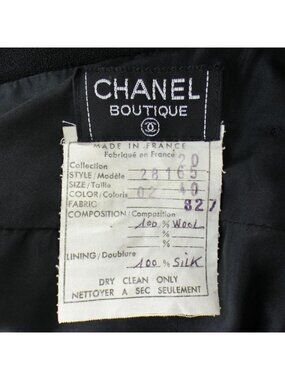 CHANEL
BOUTIQUE
MADE IN FRANCE
Fabriqué en France
Collection 20
STYLE/Modèle 28165
SIZE/Taille 40
COLOR/Coloris 02
FABRIC 827
COMPOSITION/Composition
100 % Wool
%
%
LINING/Doublure
100 % SILK
DRY CLEAN ONLY
NETTOYER A SEC SEULEMENT